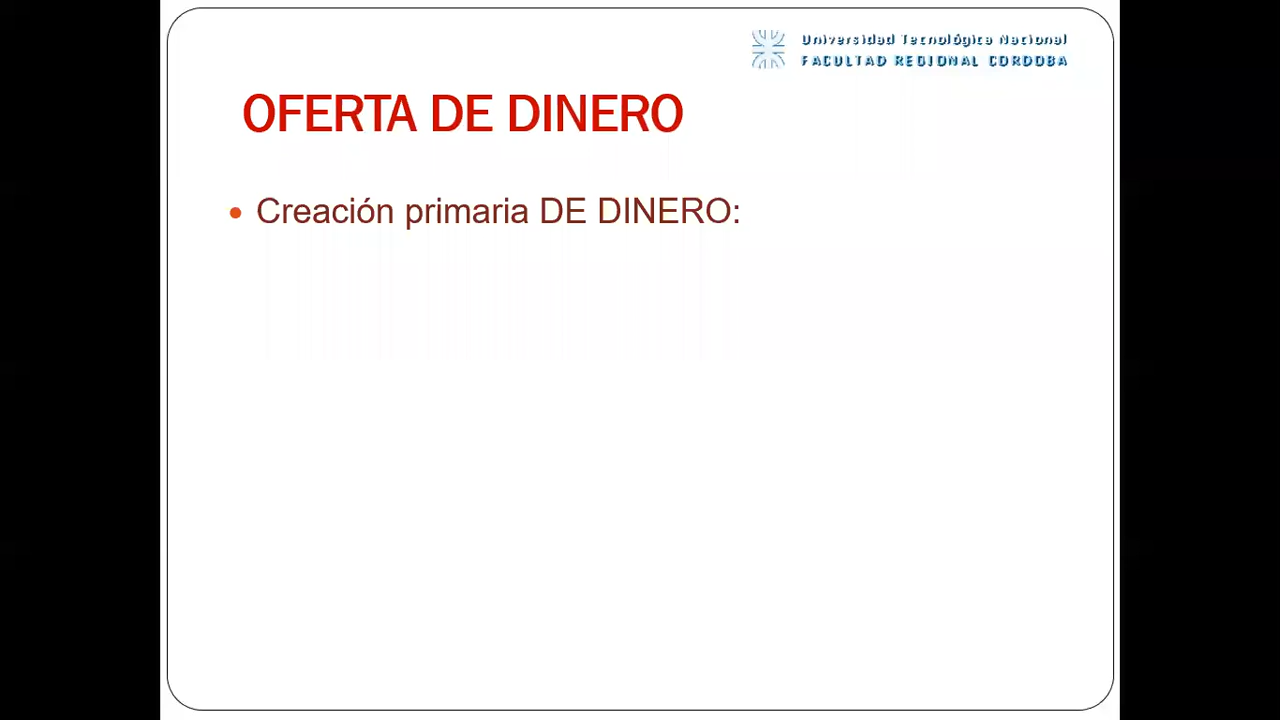 Universidad Tecnológica Nacional
FACULTAD REGIONAL CORDOBA
OFERTA DE DINERO
• Creación primaria DE DINERO: